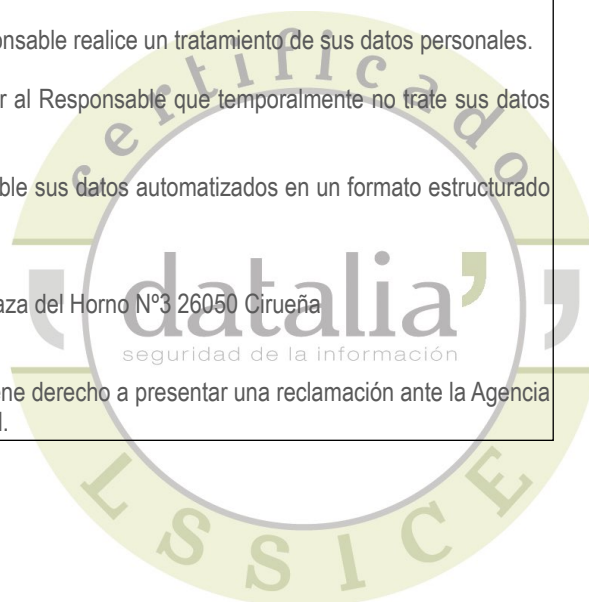 onsable realice un tratamiento de sus datos personales.
r al Responsable que temporalmente no trate sus datos
ble sus datos automatizados en un formato estructurado
aza del Horno Nº3 26050 Cirueña
ene derecho a presentar una reclamación ante la Agencia
certificado
datalia
seguridad de la información
LSSICE